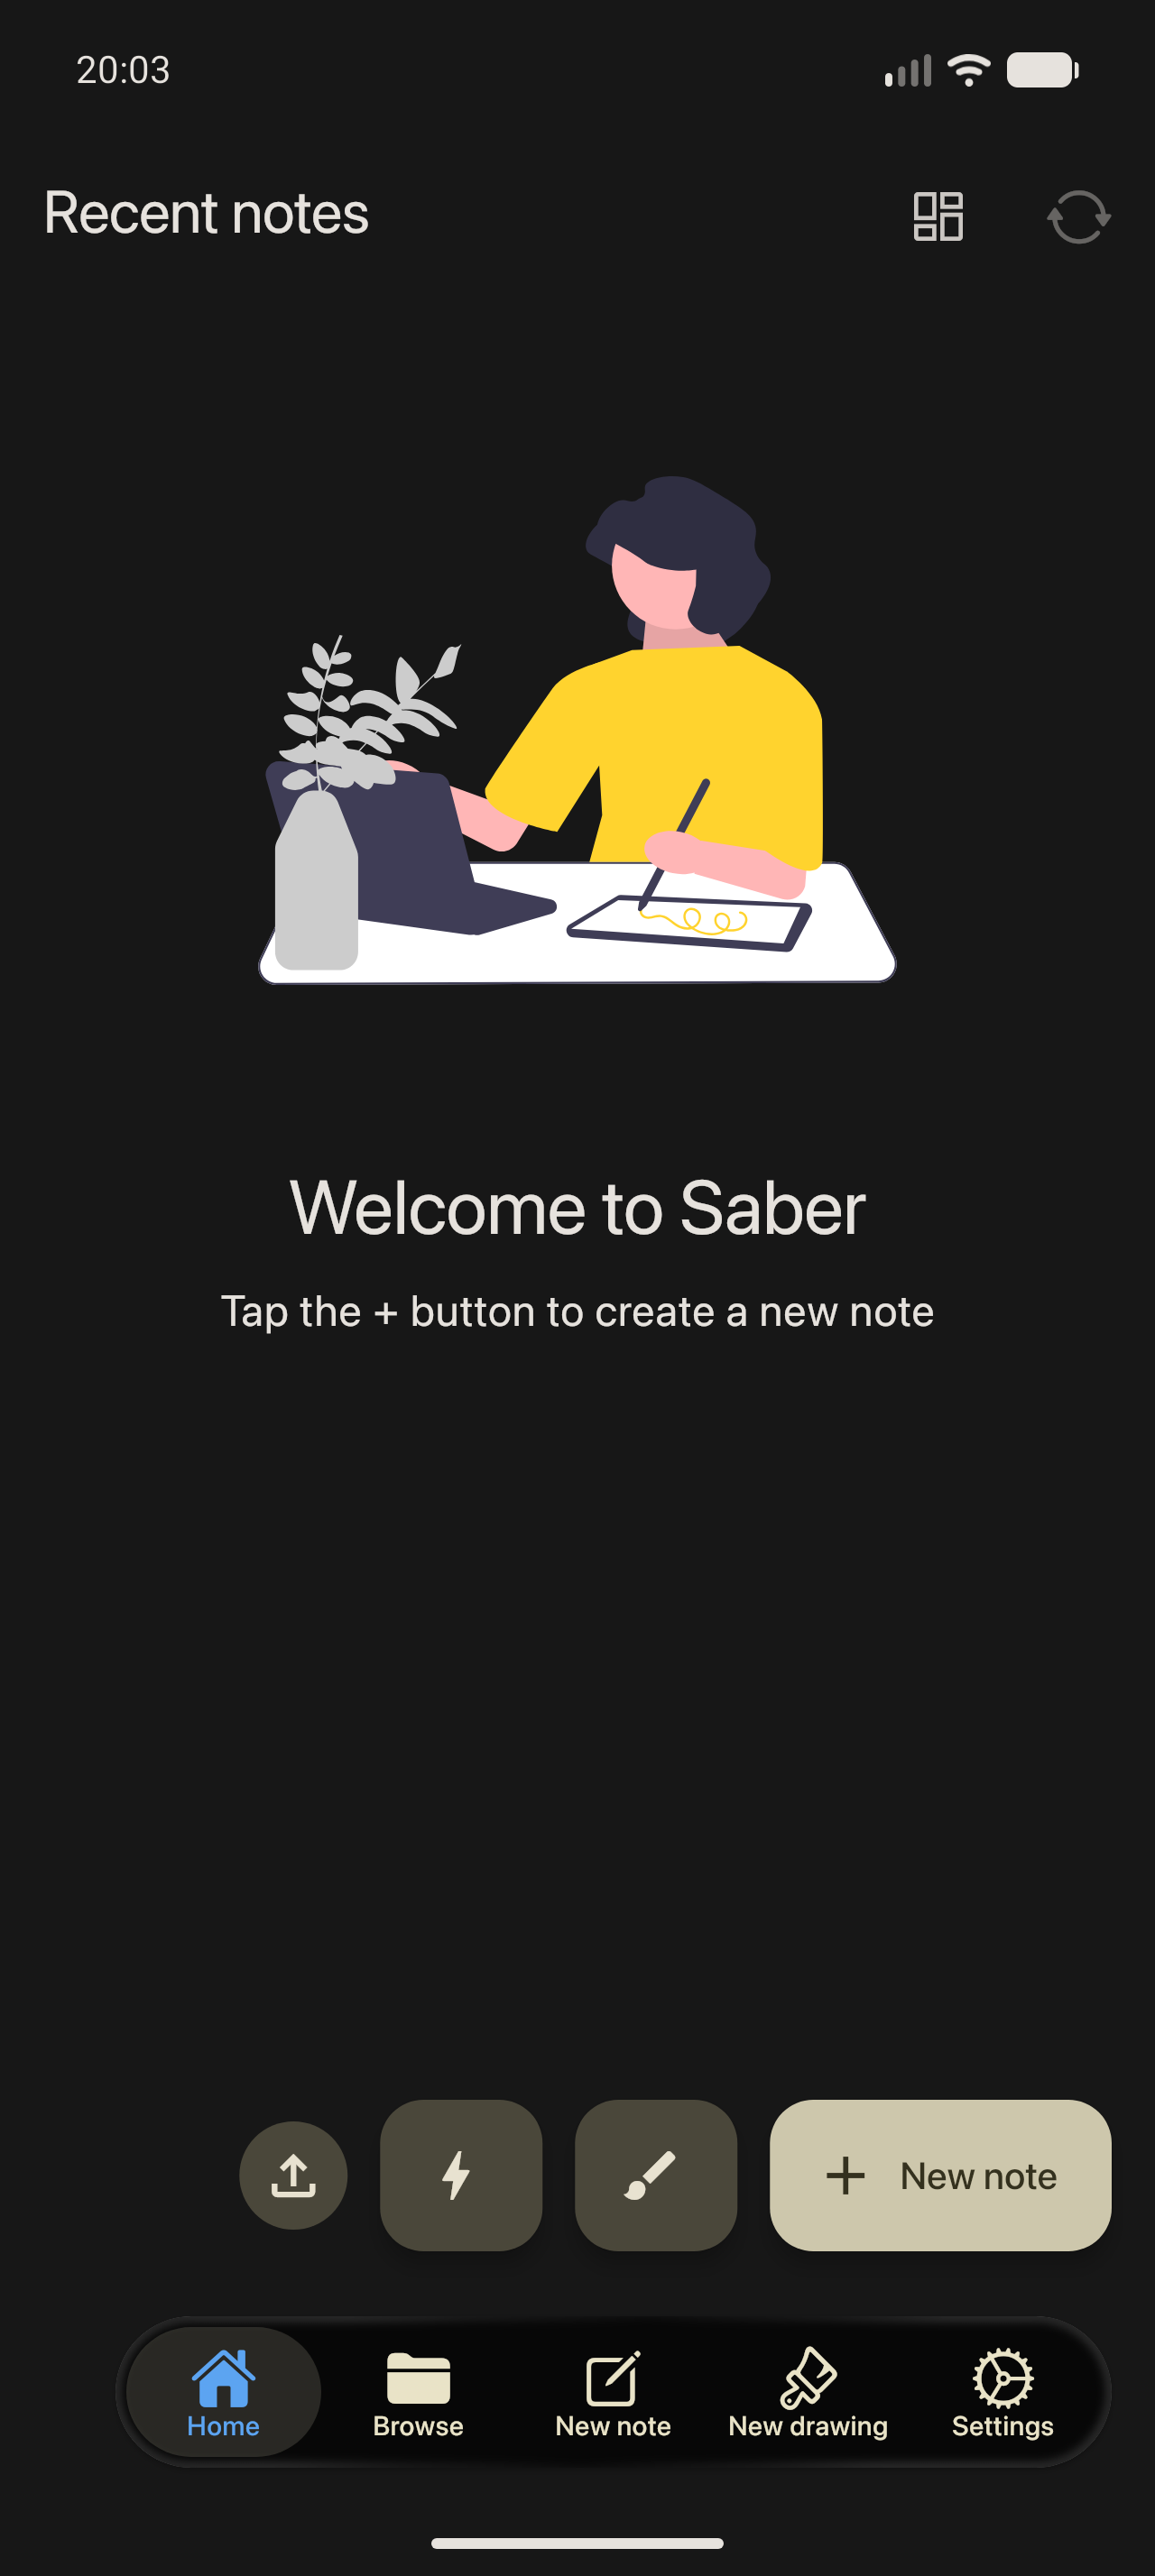 20:03
Recent notes
Welcome to Saber
Tap the + button to create a new note
New note
Home
Browse
New note
New drawing
Settings